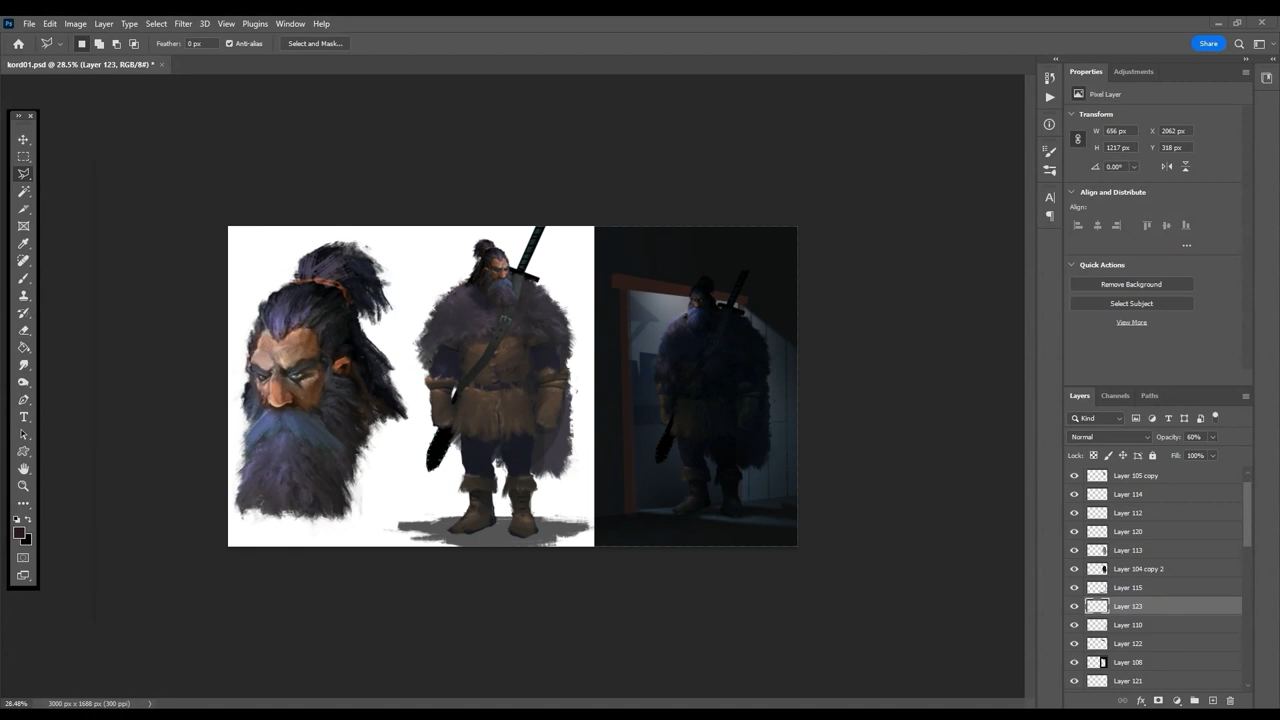 Ps File Edit Image Layer Type Select Filter 3D View Plugins Window Help
Feather: 0 px Anti-alias Select and Mask... Share
kord01.psd @ 28.5% (Layer 123, RGB/8#) * ×
Properties Adjustments
Pixel Layer
Transform
W 656 px X 2062 px
H 1217 px Y 318 px
0.00°
Align and Distribute
Align:
Quick Actions
Remove Background
Select Subject
View More
Layers Channels Paths
Kind
Normal Opacity: 60%
Lock: Fill: 100%
Layer 105 copy
Layer 114
Layer 112
Layer 120
Layer 113
Layer 104 copy 2
Layer 115
Layer 123
Layer 110
Layer 122
Layer 108
Layer 121
28.48% 3000 px x 1688 px (300 ppi)